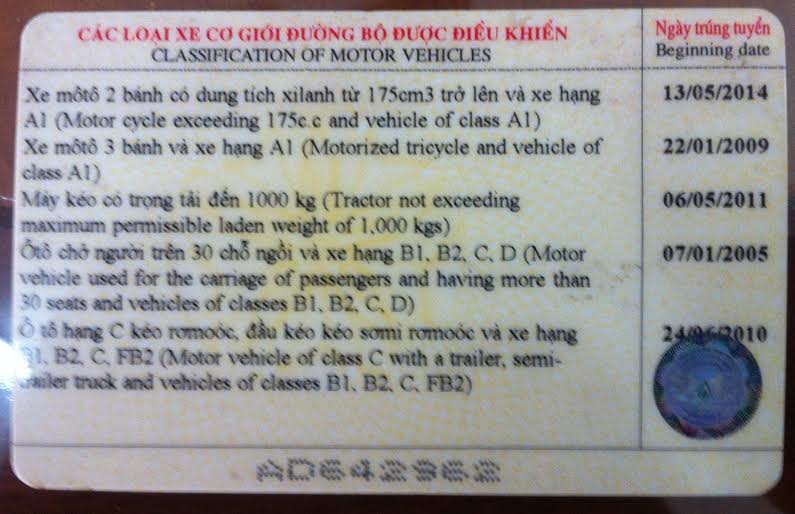 CÁC LOẠI XE CƠ GIỚI ĐƯỜNG BỘ ĐƯỢC ĐIỀU KHIỂN
CLASSIFICATION OF MOTOR VEHICLES
Ngày trúng tuyển
Beginning date
Xe môtô 2 bánh có dung tích xilanh từ 175cm3 trở lên và xe hạng
A1 (Motor cycle exceeding 175c.c and vehicle of class A1)
13/05/2014
Xe môtô 3 bánh và xe hạng A1 (Motorized tricycle and vehicle of
class A1)
22/01/2009
Máy kéo có trọng tải đến 1000 kg (Tractor not exceeding
maximum permissible laden weight of 1,000 kgs)
06/05/2011
Ôtô chở người trên 30 chỗ ngồi và xe hạng B1, B2, C, D (Motor
vehicle used for the carriage of passengers and having more than
30 seats and vehicles of classes B1, B2, C, D)
07/01/2005
Ô tô hạng C kéo rơmoóc, đầu kéo kéo sơmi rơmoóc và xe hạng
B1, B2, C, FB2 (Motor vehicle of class C with a trailer, semi-
trailer truck and vehicles of classes B1, B2, C, FB2)
24/06/2010
AD642962